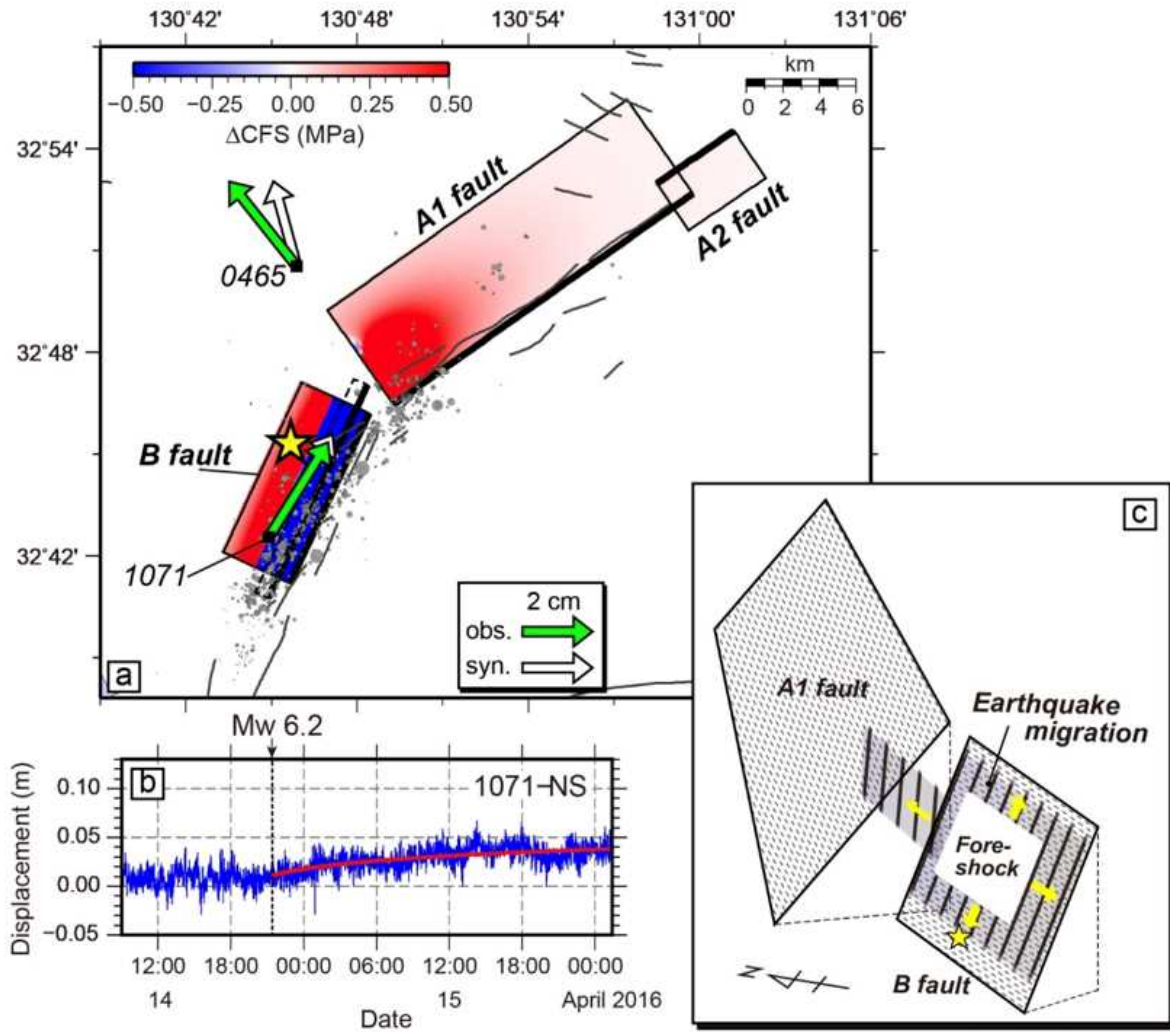 130°42' 130°48' 130°54' 131°00' 131°06'
−0.50 −0.25 0.00 0.25 0.50
ΔCFS (MPa)
km
0 2 4 6
32°54'
A1 fault
A2 fault
0465
32°48'
B fault
32°42'
1071
2 cm
obs.
syn.
a
Mw 6.2
b
1071−NS
Displacement (m)
0.10
0.05
0.00
−0.05
12:00 18:00 00:00 06:00 12:00 18:00 00:00
14 15 April 2016
Date
c
A1 fault
Earthquake
migration
Fore-
shock
N
B fault